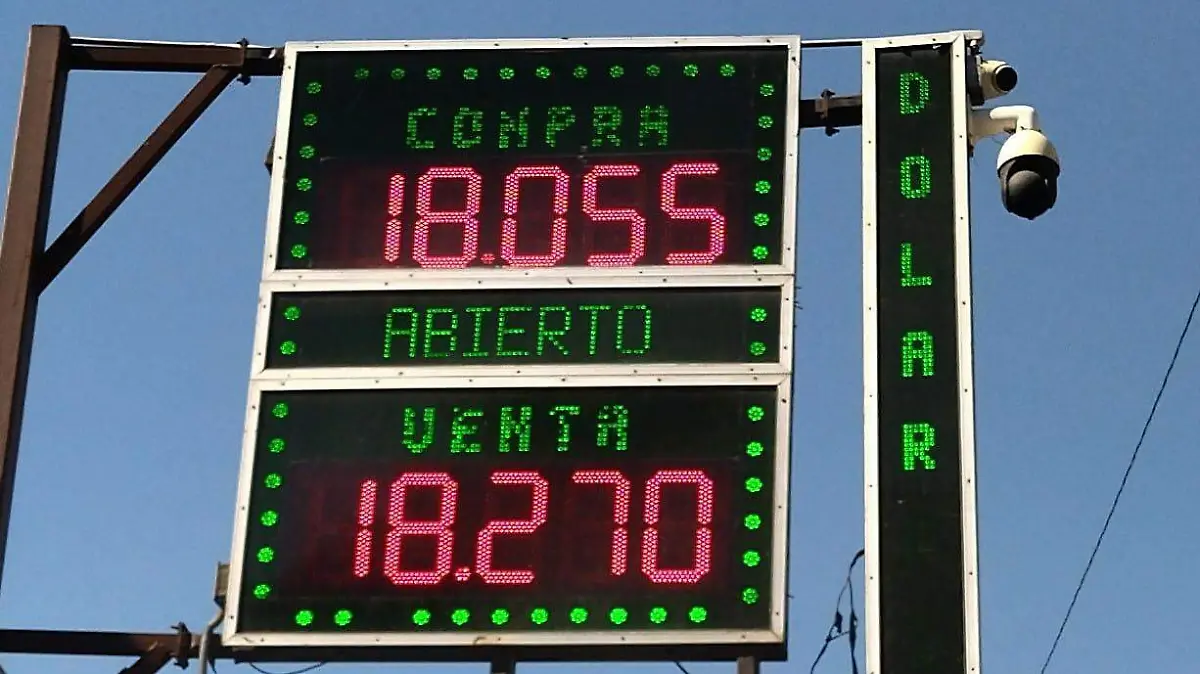 COMPRA
18.055
ABIERTO
VENTA
18.270
DOLAR